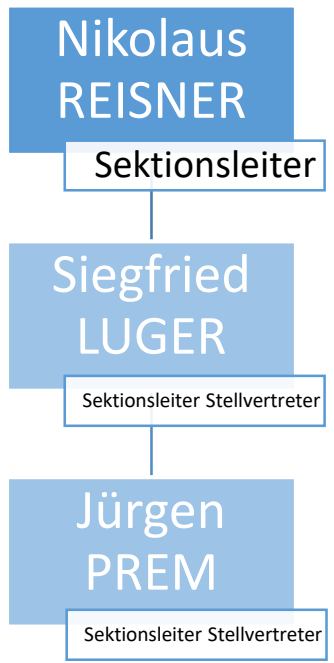 Nikolaus
REISNER
Sektionsleiter
Siegfried
LUGER
Sektionsleiter Stellvertreter
Jürgen
PREM
Sektionsleiter Stellvertreter